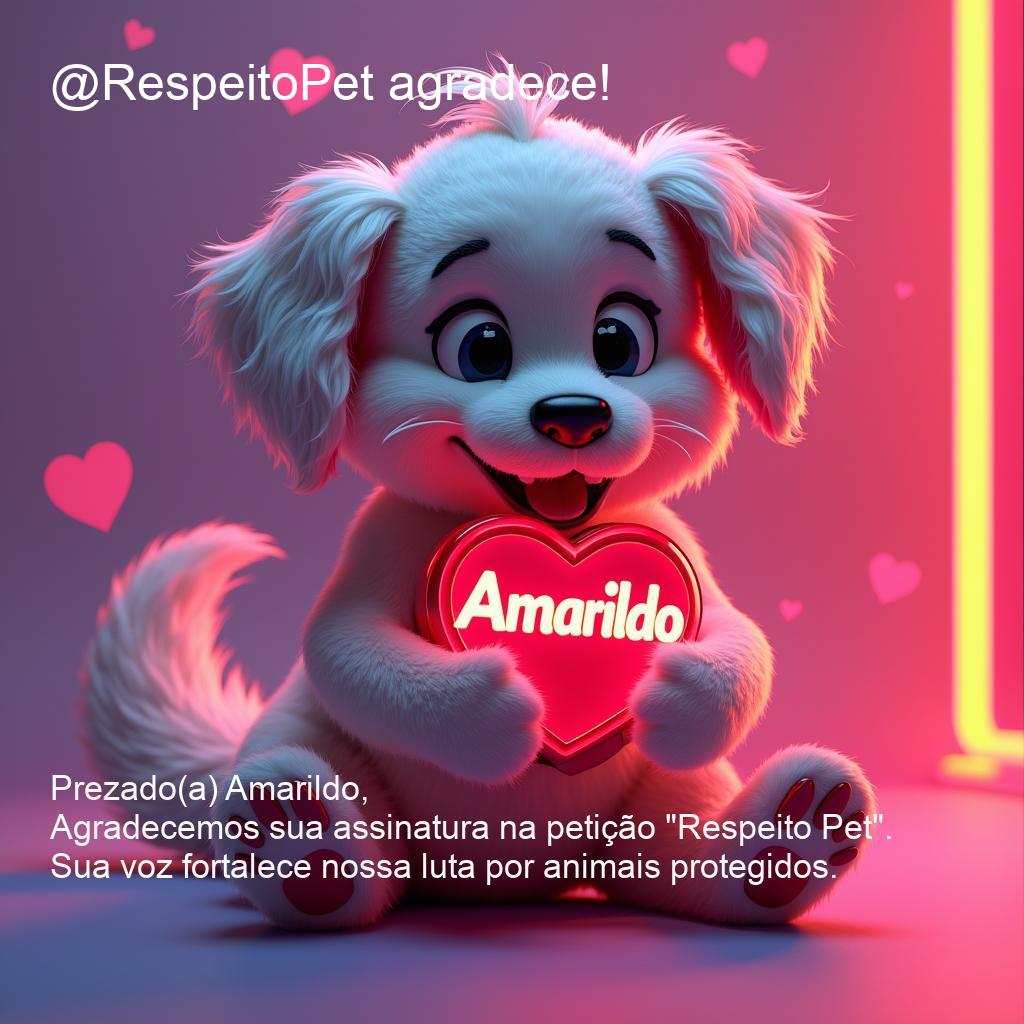 @RespeitoPet agradece!
Amarildo
Prezado(a) Amarildo,
Agradecemos sua assinatura na petição "Respeito Pet".
Sua voz fortalece nossa luta por animais protegidos.